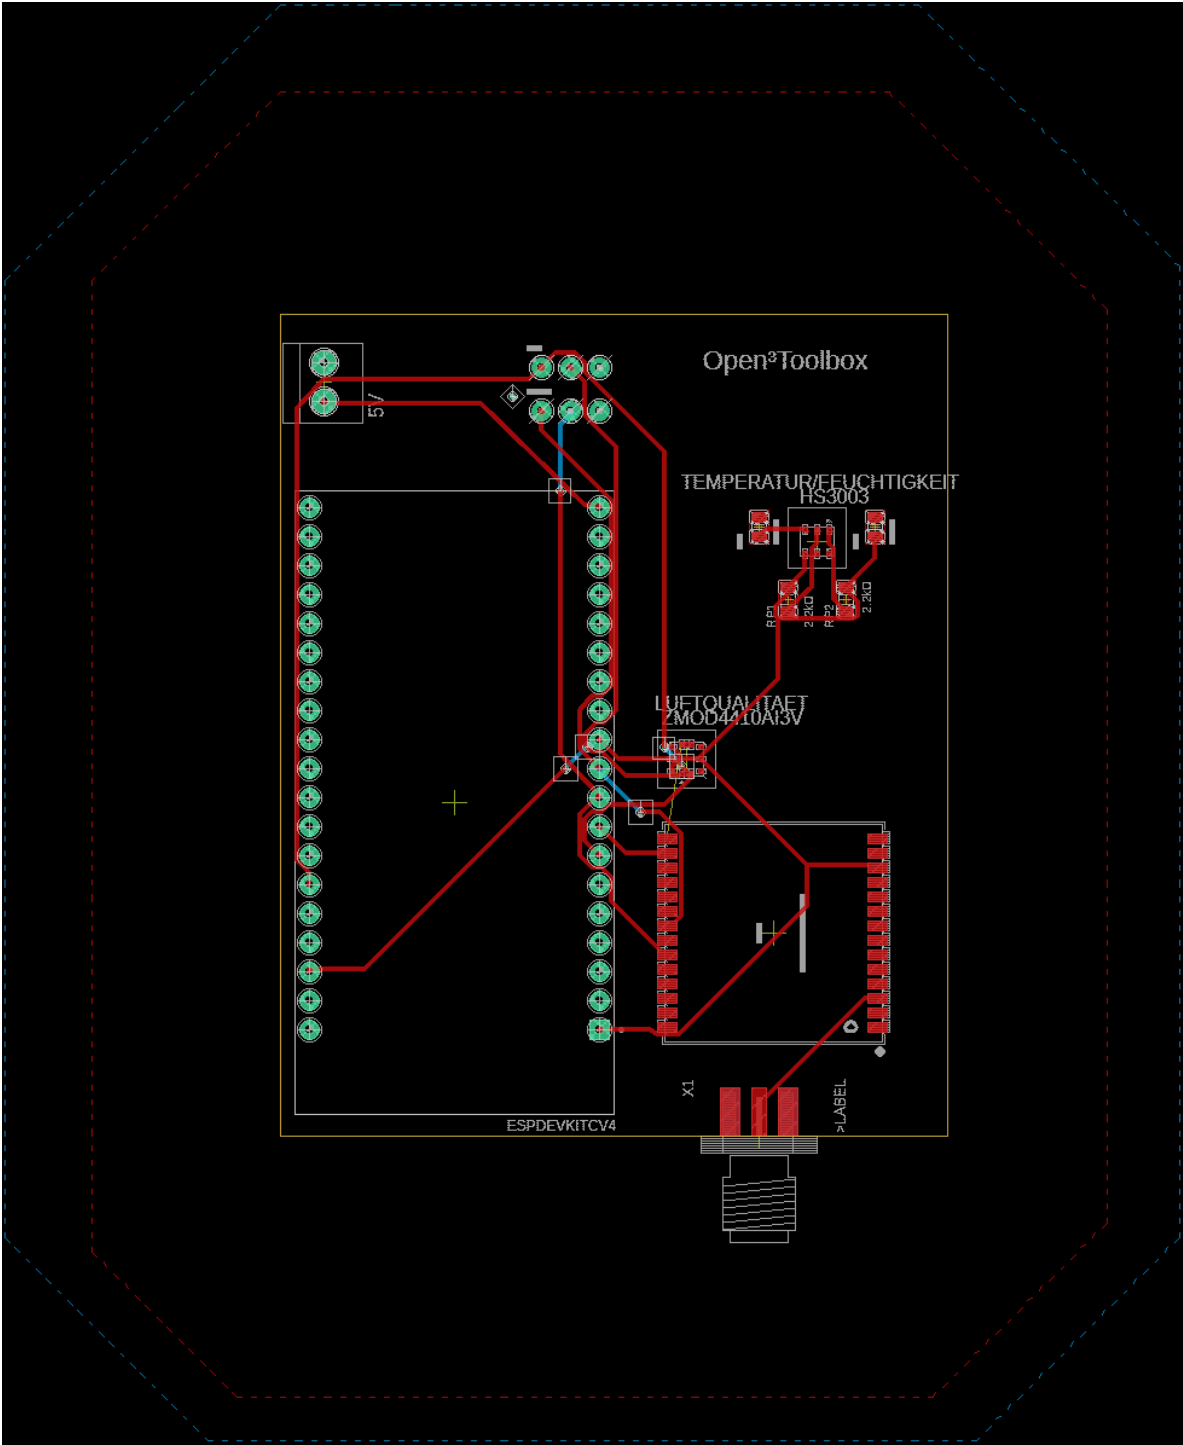 Open³Toolbox
5V
TEMPERATUR/FEUCHTIGKEIT
HS3003
RP1
2.2kΩ
RP2
2.2kΩ
LUFTQUALITAET
ZMOD4410AI3V
X1
>LABEL
ESPDEVKITCV4